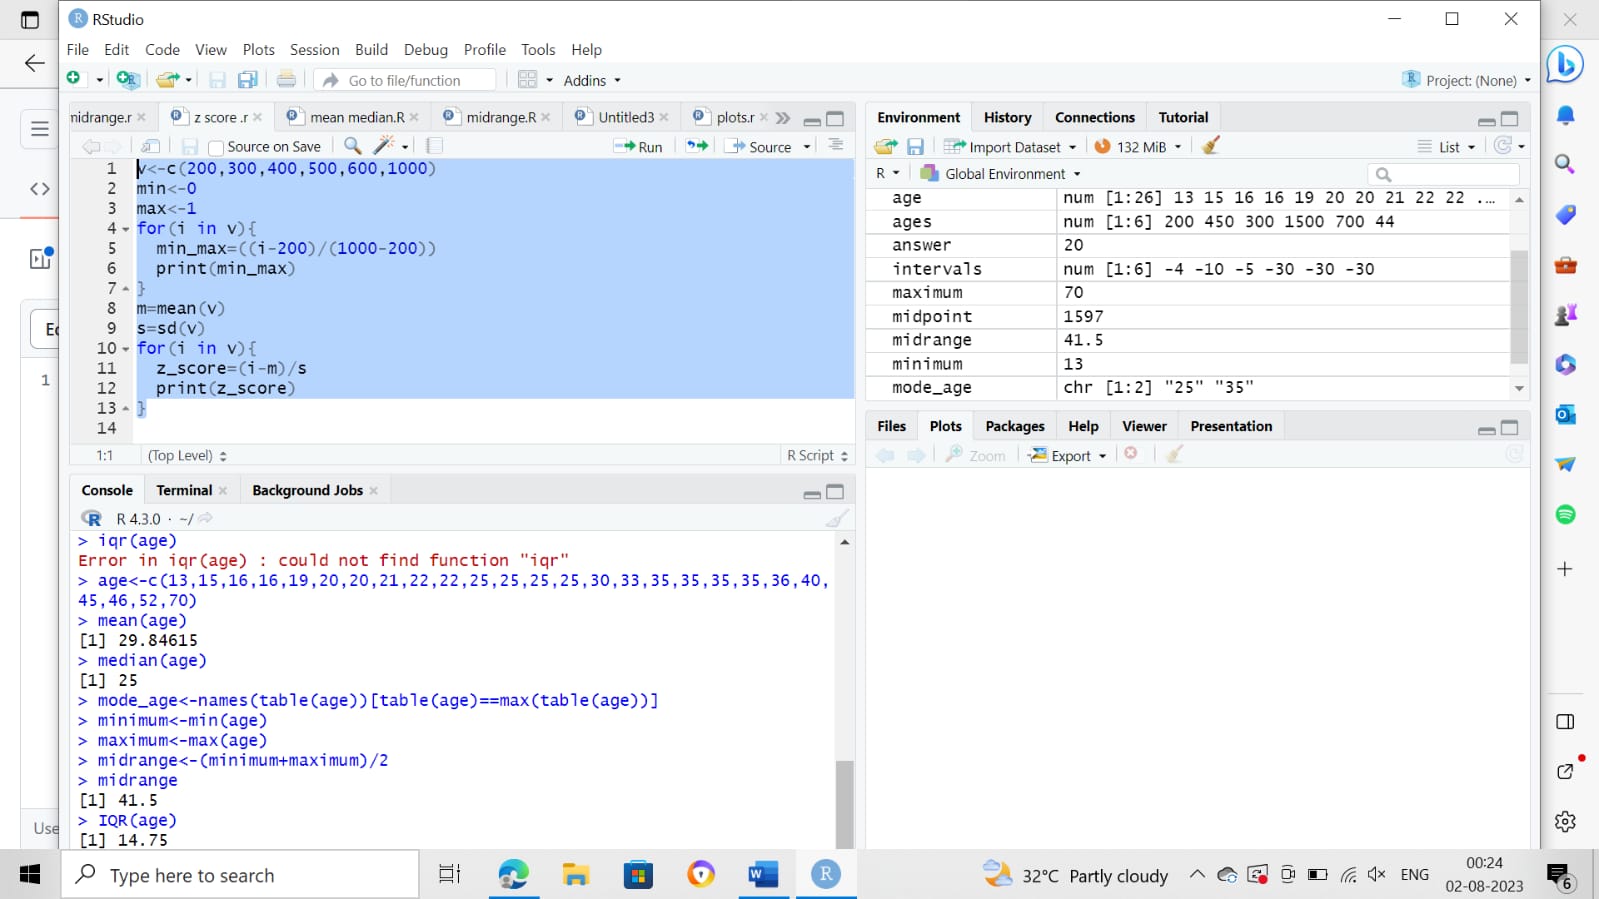 RStudio
File Edit Code View Plots Session Build Debug Profile Tools Help
Go to file/function Addins Project: (None)
nidrange.r z score .r mean median.R midrange.R Untitled3 plots.r
Source on Save Run Source
1 v<-c(200,300,400,500,600,1000)
2 min<-0
3 max<-1
4 for(i in v){
5 min_max=((i-200)/(1000-200))
6 print(min_max)
7 }
8 m=mean(v)
9 s=sd(v)
10 for(i in v){
11 z_score=(i-m)/s
12 print(z_score)
13 }
14
1:1 (Top Level) R Script
Console Terminal Background Jobs
R 4.3.0 · ~/
> iqr(age)
Error in iqr(age) : could not find function "iqr"
> age<-c(13,15,16,16,19,20,20,21,22,22,25,25,25,25,30,33,35,35,35,35,36,40,
45,46,52,70)
> mean(age)
[1] 29.84615
> median(age)
[1] 25
> mode_age<-names(table(age))[table(age)==max(table(age))]
> minimum<-min(age)
> maximum<-max(age)
> midrange<-(minimum+maximum)/2
> midrange
[1] 41.5
> IQR(age)
[1] 14.75
Environment History Connections Tutorial
Import Dataset 132 MiB List
R Global Environment
age num [1:26] 13 15 16 16 19 20 20 21 22 22 ...
ages num [1:6] 200 450 300 1500 700 44
answer 20
intervals num [1:6] -4 -10 -5 -30 -30 -30
maximum 70
midpoint 1597
midrange 41.5
minimum 13
mode_age chr [1:2] "25" "35"
Files Plots Packages Help Viewer Presentation
Zoom Export
Ec
1
Use
Type here to search
32°C Partly cloudy ENG
00:24
02-08-2023
6